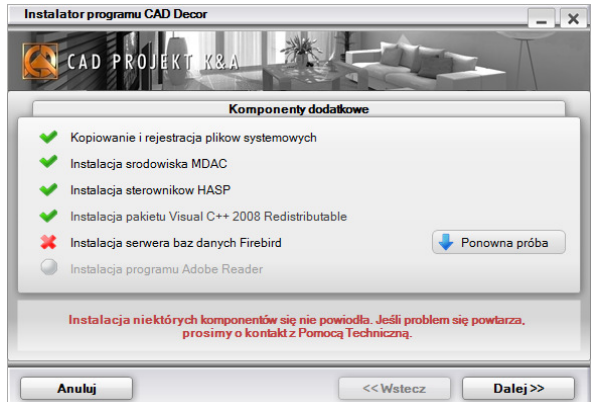 Instalator programu CAD Decor
CAD PROJEKT K&A
Komponenty dodatkowe
Kopiowanie i rejestracja plikow systemowych
Instalacja srodowiska MDAC
Instalacja sterownikow HASP
Instalacja pakietu Visual C++ 2008 Redistributable
Instalacja serwera baz danych Firebird
Ponowna próba
Instalacja programu Adobe Reader
Instalacja niektórych komponentów się nie powiodła. Jeśli problem się powtarza,
prosimy o kontakt z Pomocą Techniczną.
Anuluj
<< Wstecz
Dalej >>